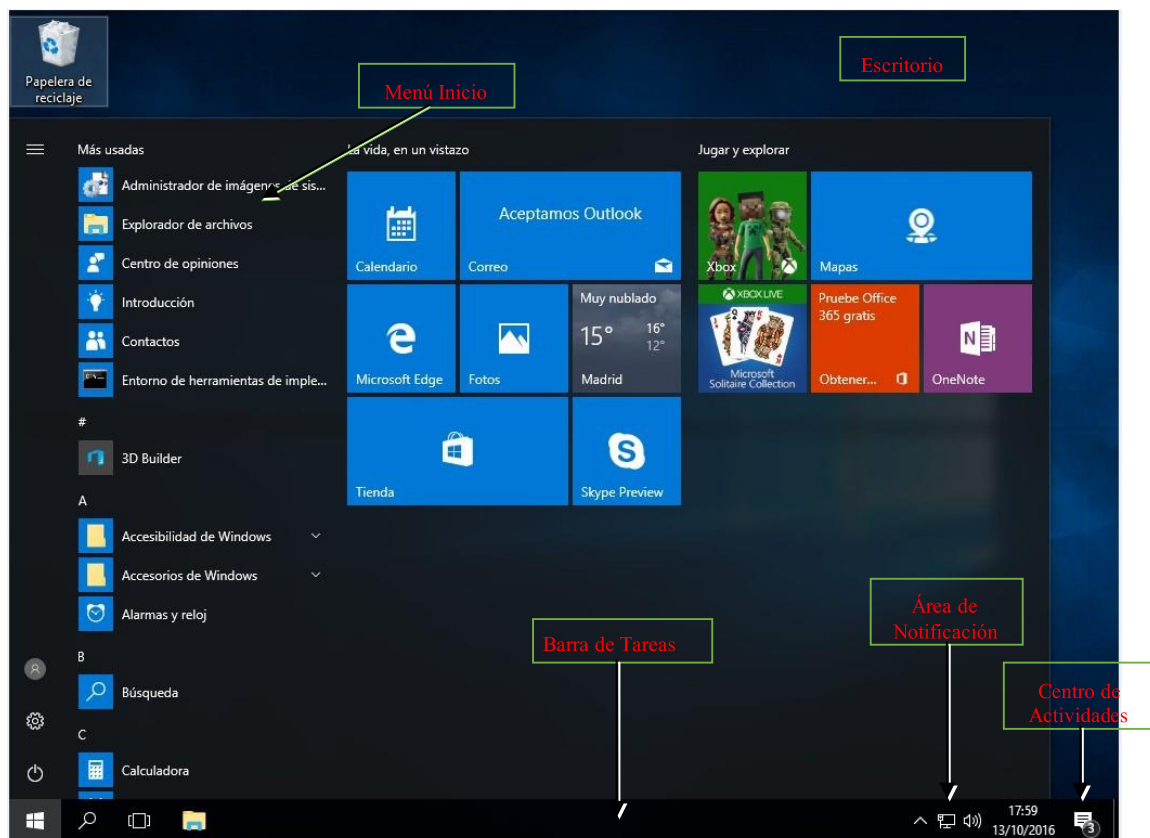 Papelera de
reciclaje
Escritorio
Menú Inicio
Más usadas
La vida, en un vistazo
Jugar y explorar
Administrador de imágenes de sis...
Explorador de archivos
Centro de opiniones
Introducción
Contactos
Entorno de herramientas de imple...
#
3D Builder
A
Accesibilidad de Windows
Accesorios de Windows
Alarmas y reloj
B
Búsqueda
C
Calculadora
Calendario
Aceptamos Outlook
Correo
Microsoft Edge
Fotos
Muy nublado
15° 16°
12°
Madrid
Tienda
Skype Preview
Xbox
Mapas
XBOX LIVE
Microsoft
Solitaire Collection
Pruebe Office
365 gratis
Obtener...
N
OneNote
Área de
Notificación
Barra de Tareas
Centro de
Actividades
17:59
13/10/2016
3